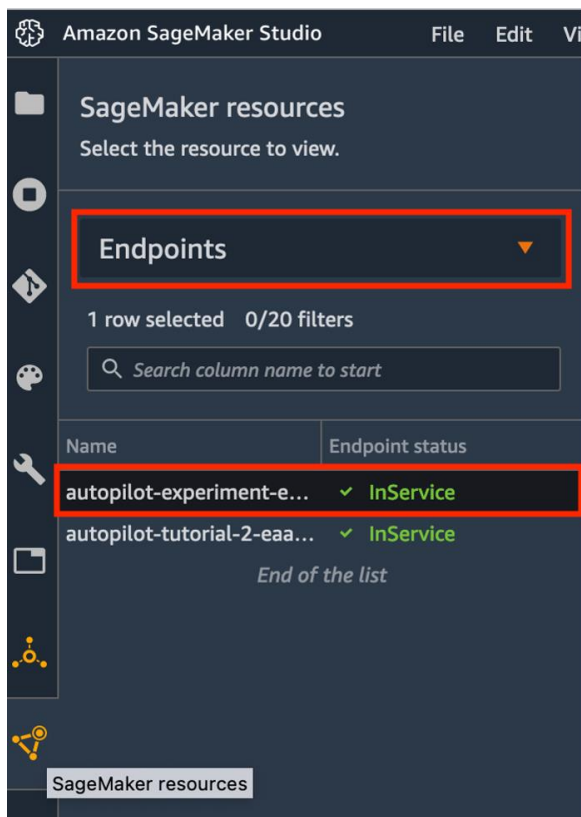 Amazon SageMaker Studio File Edit Vi
SageMaker resources
Select the resource to view.
Endpoints
1 row selected 0/20 filters
Search column name to start
Name Endpoint status
autopilot-experiment-e... InService
autopilot-tutorial-2-eaa... InService
End of the list
SageMaker resources